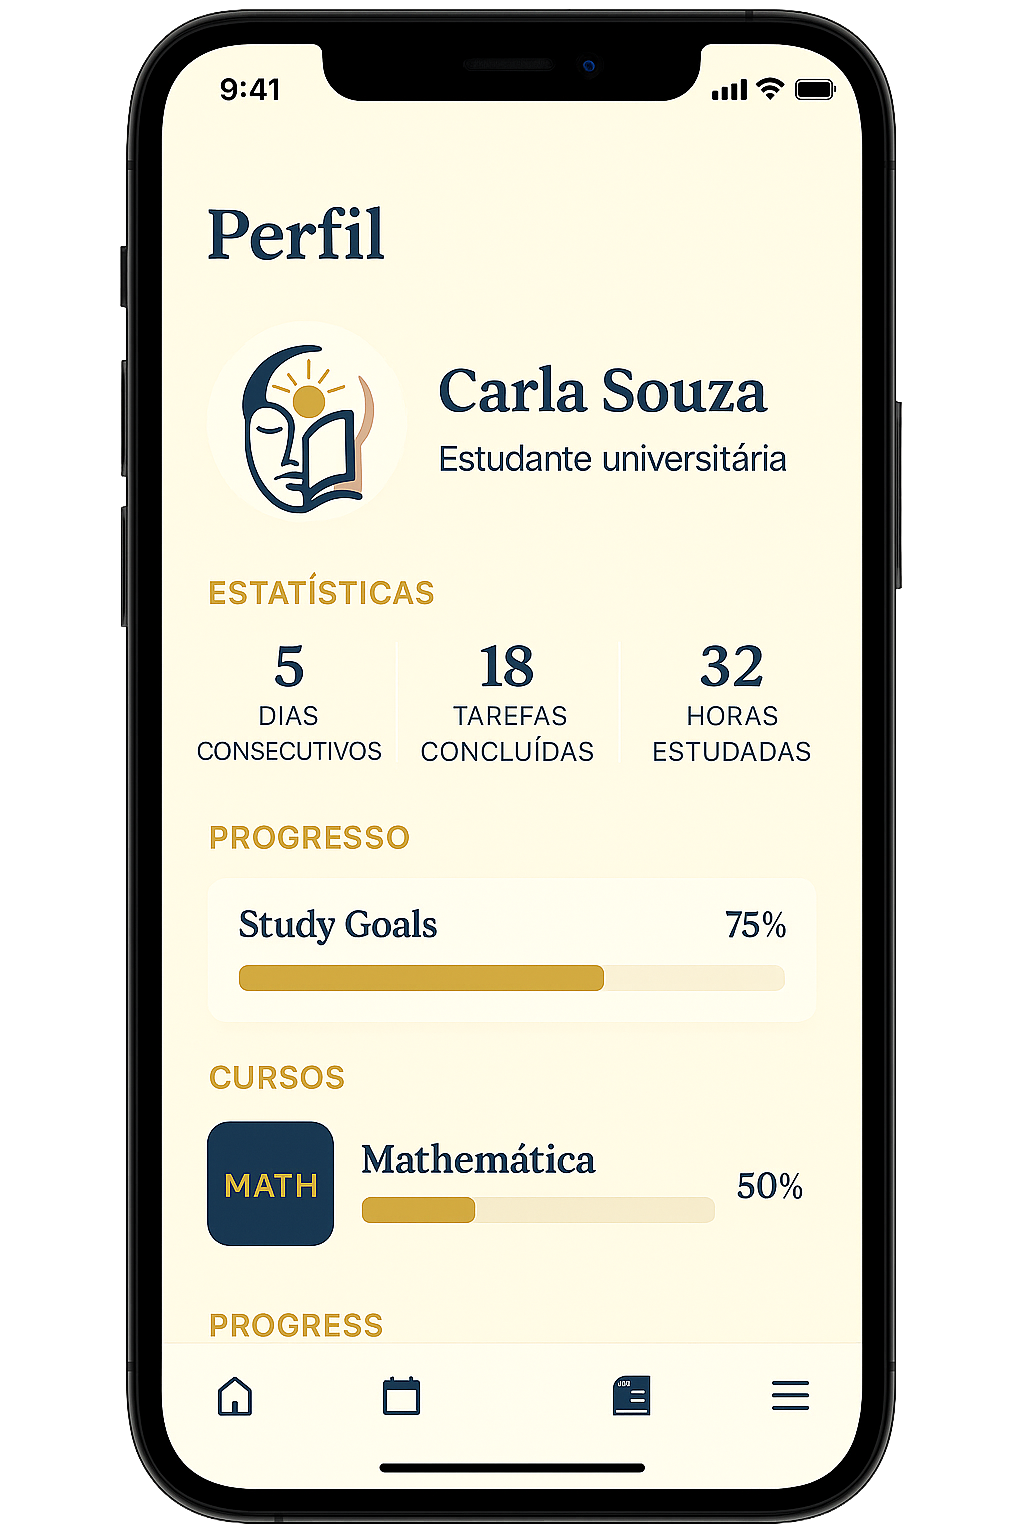 9:41
Perfil
Carla Souza
Estudante universitária
ESTATÍSTICAS
5
DIAS
CONSECUTIVOS
18
TAREFAS
CONCLUÍDAS
32
HORAS
ESTUDADAS
PROGRESSO
Study Goals 75%
CURSOS
MATH
Mathemática
50%
PROGRESS